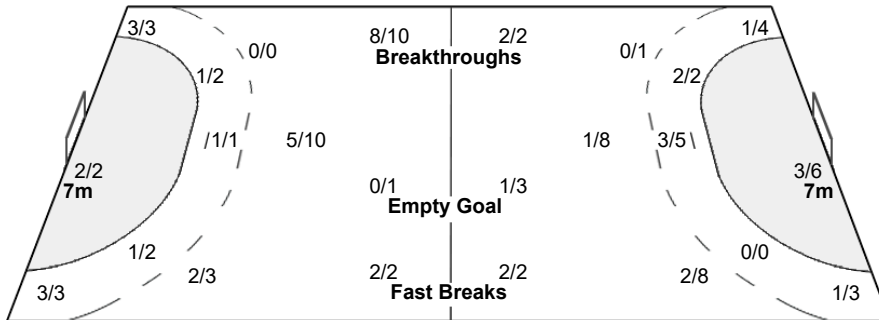 3/3 8/10 2/2 1/4
0/0 Breakthroughs 0/1
1/2 2/2
1/1 5/10 1/8 3/5
2/2 3/6
7m 0/1 1/3 7m
Empty Goal
1/2 0/0
2/3 2/2 2/2 2/8
3/3 Fast Breaks 1/3